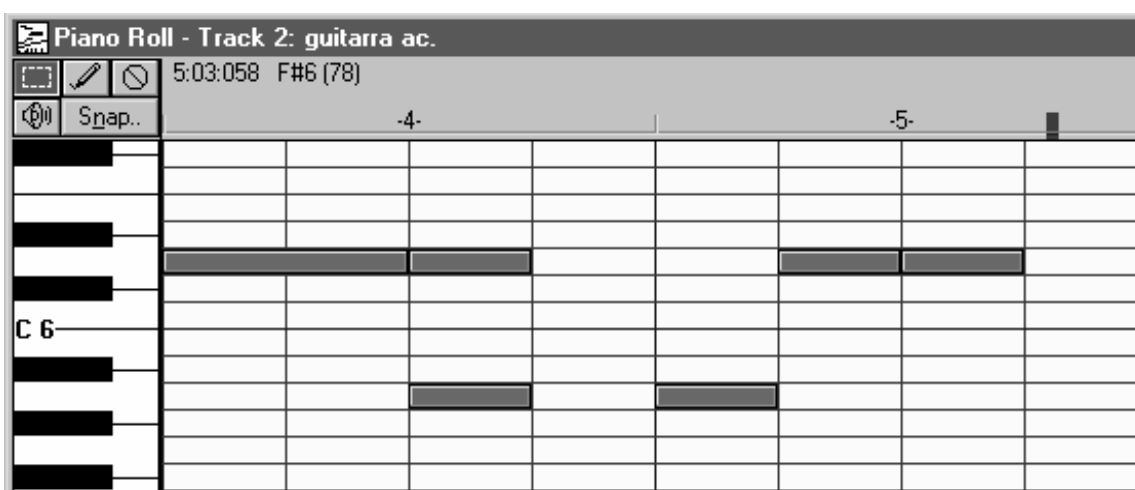 Piano Roll - Track 2: guitarra ac.
5:03:058 F#6 (78)
Snap..
-4- -5-
C 6